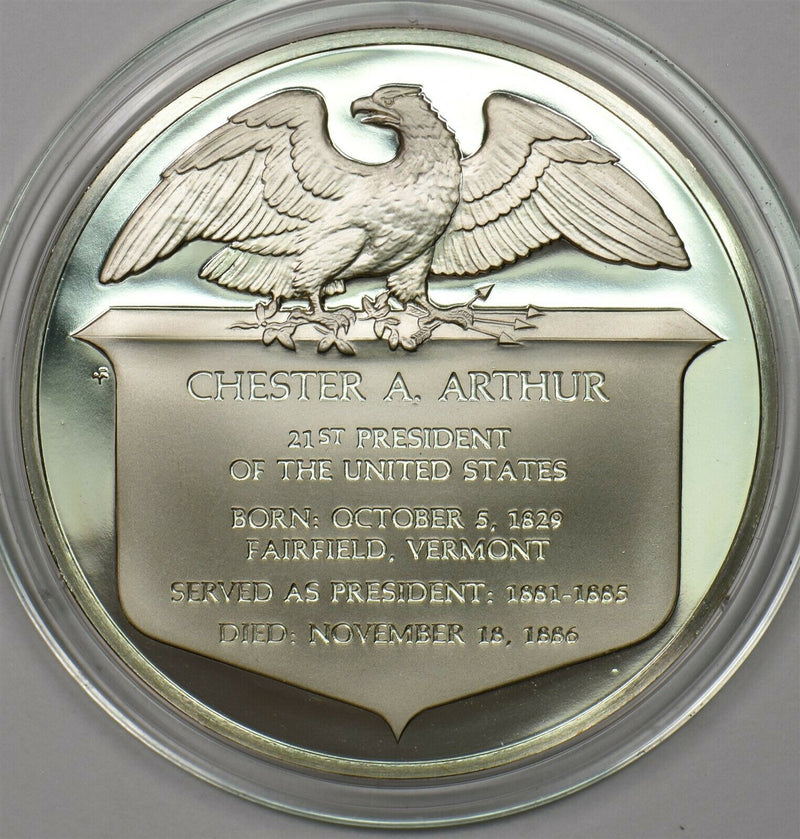 CHESTER A. ARTHUR
21ST PRESIDENT
OF THE UNITED STATES
BORN: OCTOBER 5, 1829
FAIRFIELD, VERMONT
SERVED AS PRESIDENT: 1881-1885
DIED: NOVEMBER 18, 1886